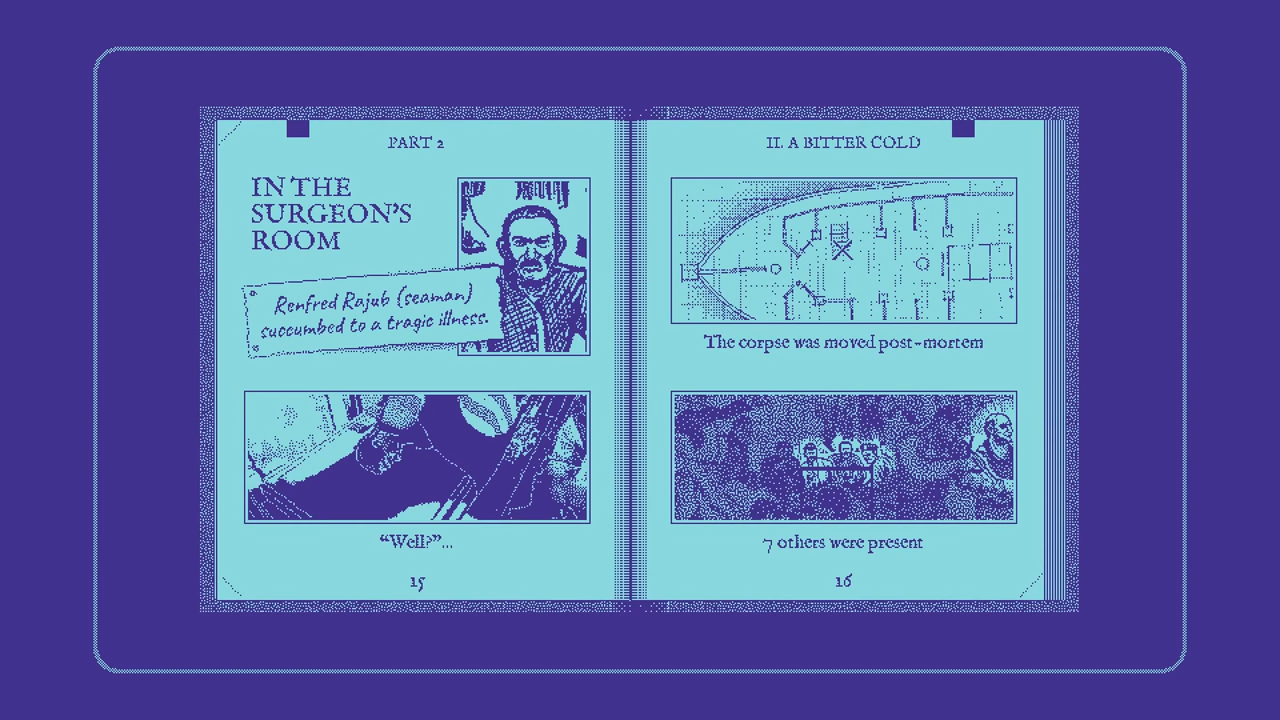 PART 2
IN THE
SURGEON'S
ROOM
Renfred Rajub (seaman)
succumbed to a tragic illness.
"Well?"...
15
II. A BITTER COLD
The corpse was moved post-mortem
7 others were present
16